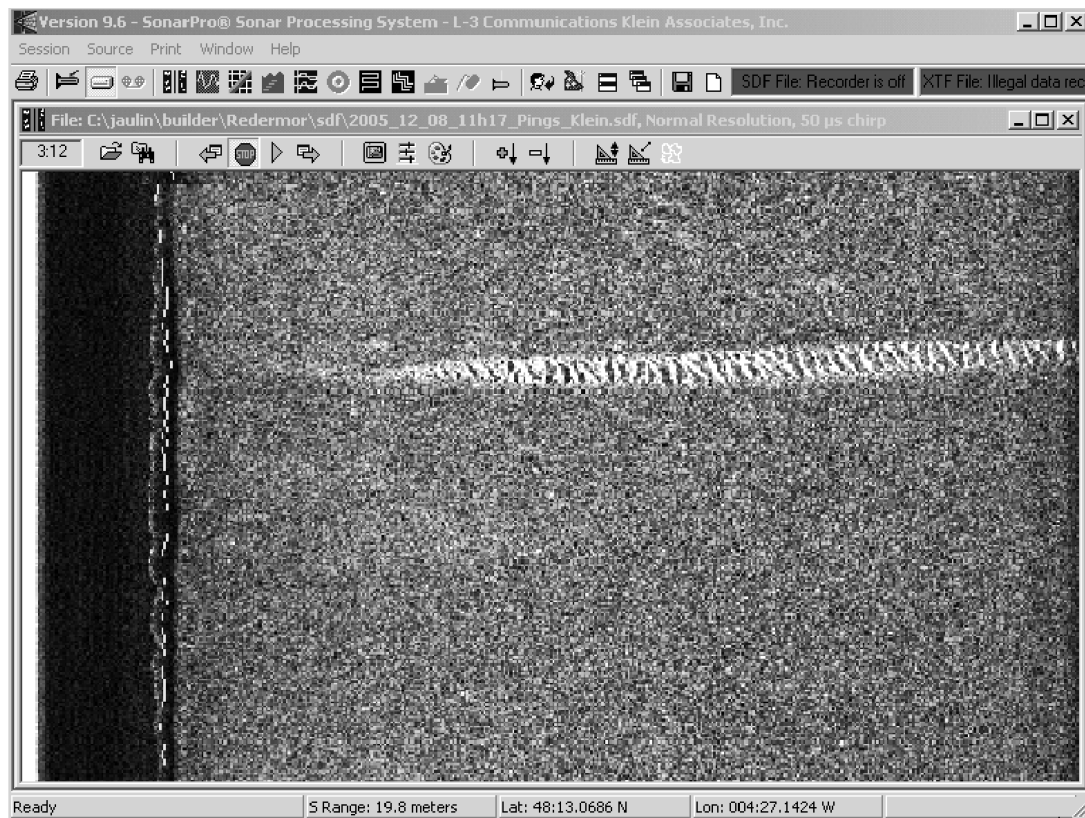 Version 9.6 - SonarPro® Sonar Processing System - L-3 Communications Klein Associates, Inc.
Session Source Print Window Help
SDF File: Recorder is off XTF File: Illegal data rec
File: C:\jaulin\builder\Redermor\sdf\2005_12_08_11h17_Pings_Klein.sdf, Normal Resolution, 50 µs chirp
3:12 STOP
Ready S Range: 19.8 meters Lat: 48:13.0686 N Lon: 004:27.1424 W